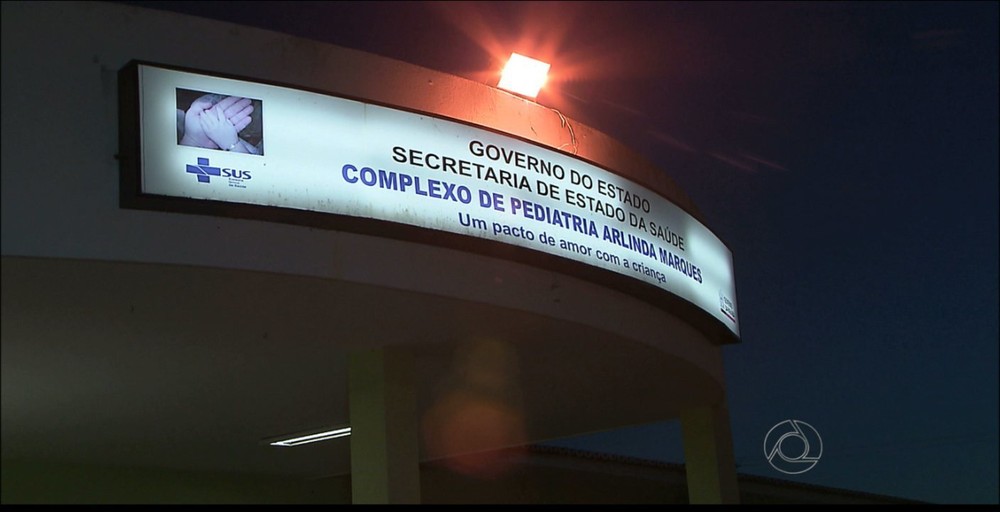 GOVERNO DO ESTADO
SECRETARIA DE ESTADO DA SAÚDE
COMPLEXO DE PEDIATRIA ARLINDA MARQUES
Um pacto de amor com a criança
SUS